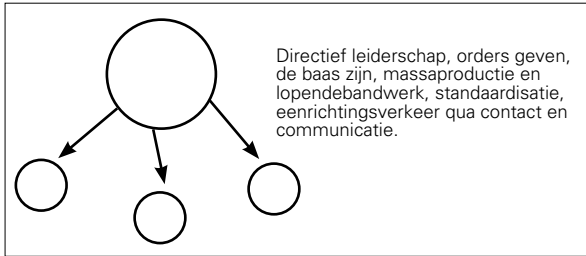 Directief leiderschap, orders geven,
de baas zijn, massaproductie en
lopendebandwerk, standaardisatie,
eenrichtingsverkeer qua contact en
communicatie.